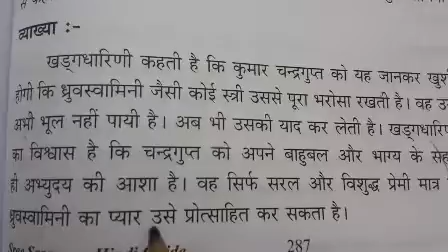 व्याख्या :-
खड्गधारिणी कहती है कि कुमार चन्द्रगुप्त को यह जानकर खुशी
होगी कि ध्रुवस्वामिनी जैसी कोई स्त्री उससे पूरा भरोसा रखती है। वह
अभी भूल नहीं पायी है। अब भी उसकी याद कर लेती है। खड्गधारि
का विश्वास है कि चन्द्रगुप्त को अपने बाहुबल और भाग्य के
ही अभ्युदय की आशा है। वह सिर्फ सरल और विशुद्ध प्रेमी मात्र
ध्रुवस्वामिनी का प्यार उसे प्रोत्साहित कर सकता है।
287